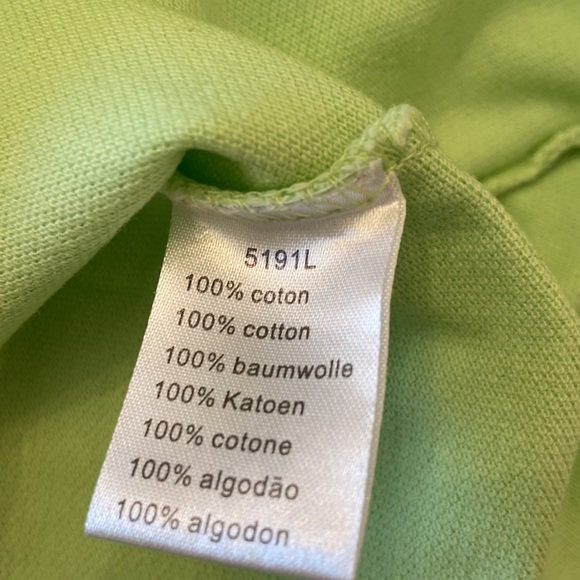 5191L
100% coton
100% cotton
100% baumwolle
100% Katoen
100% cotone
100% algodão
100% algodon